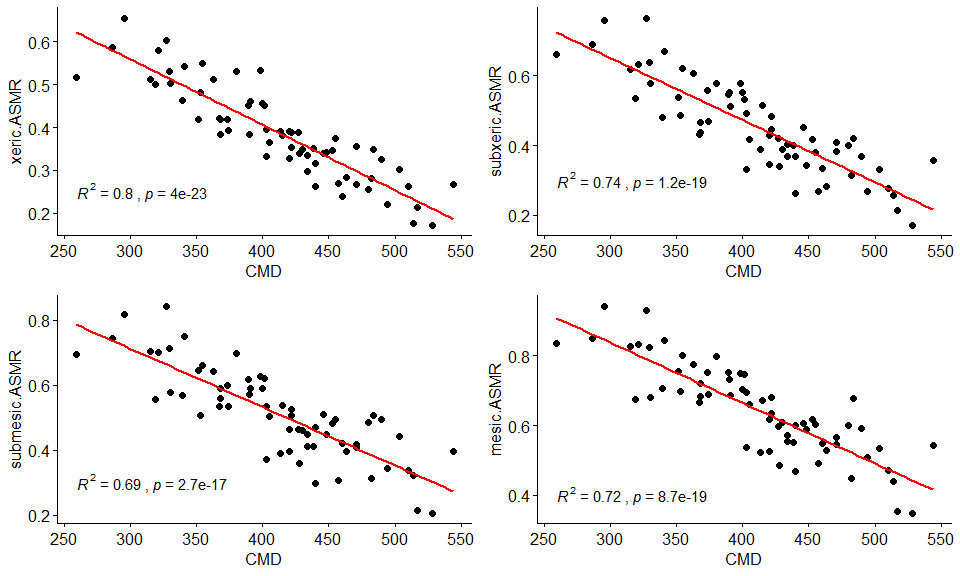 xeric.ASMR
0.6
0.5
0.4
0.3
0.2
R² = 0.8 , p = 4e-23
250 300 350 400 450 500 550
CMD
subxeric.ASMR
0.6
0.4
0.2
R² = 0.74 , p = 1.2e-19
250 300 350 400 450 500 550
CMD
submesic.ASMR
0.8
0.6
0.4
0.2
R² = 0.69 , p = 2.7e-17
250 300 350 400 450 500 550
CMD
mesic.ASMR
0.8
0.6
0.4
R² = 0.72 , p = 8.7e-19
250 300 350 400 450 500 550
CMD